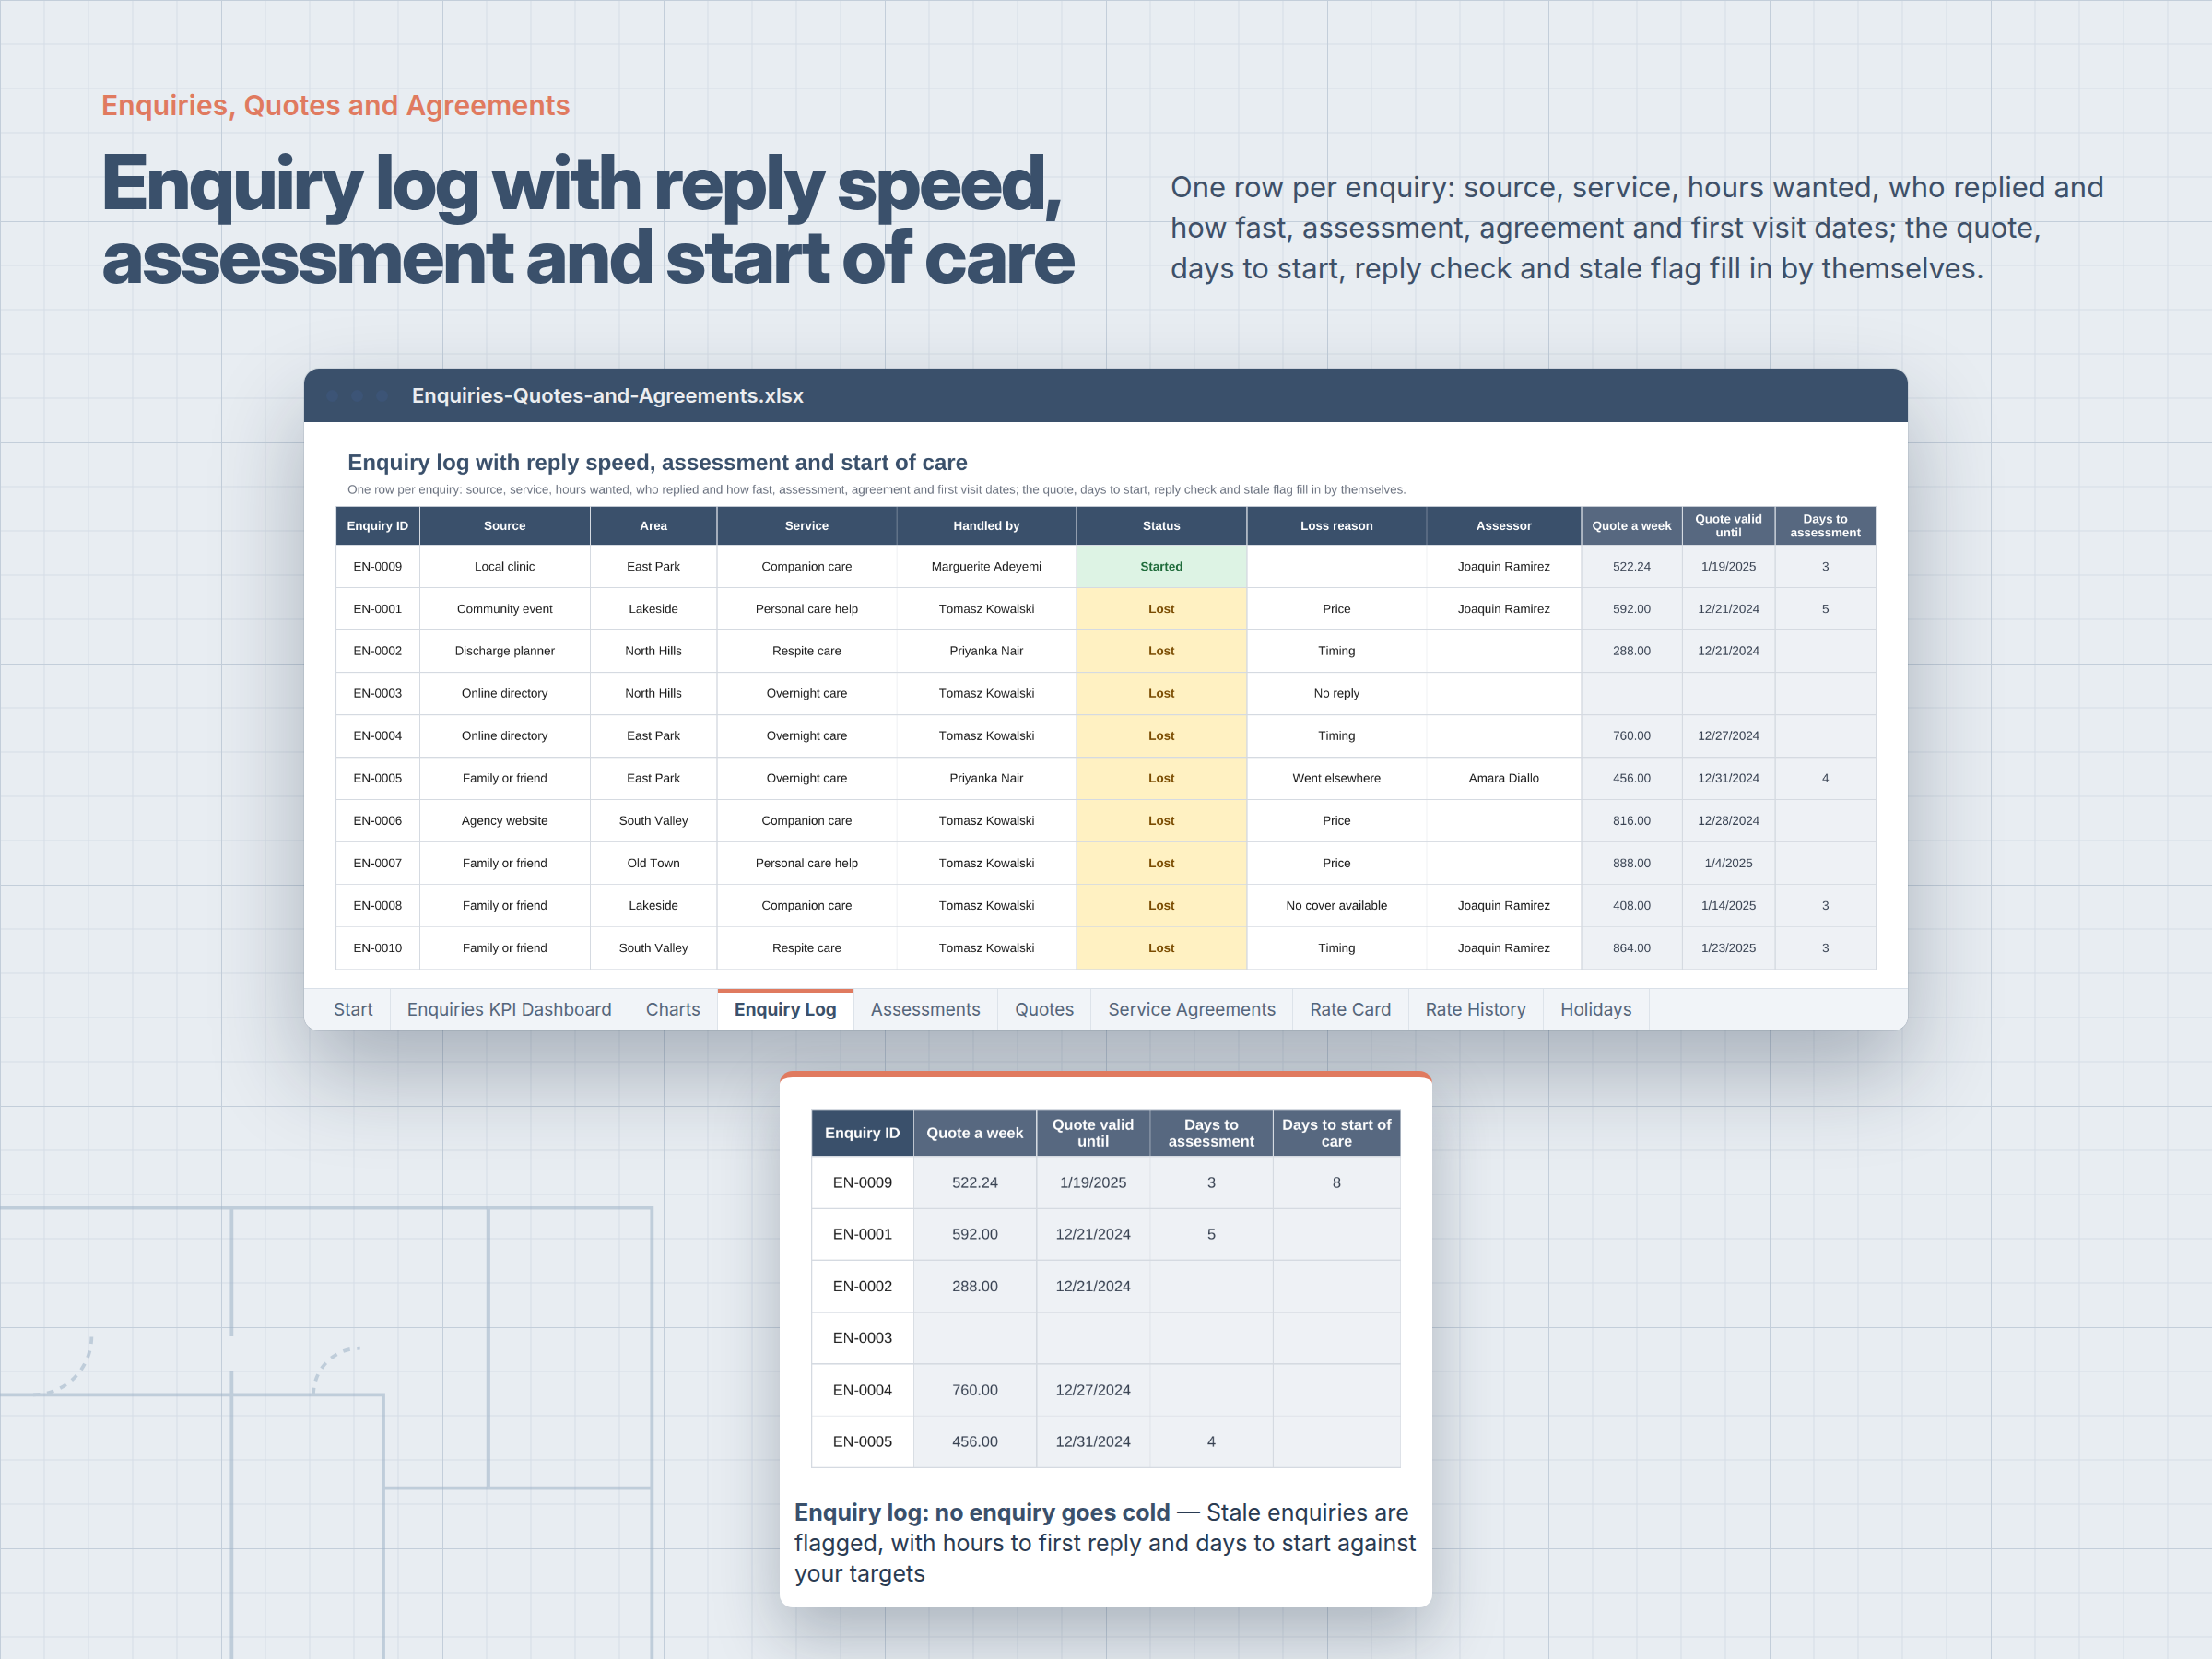 Enquiries, Quotes and Agreements
Enquiry log with reply speed,
assessment and start of care
One row per enquiry: source, service, hours wanted, who replied and
how fast, assessment, agreement and first visit dates; the quote,
days to start, reply check and stale flag fill in by themselves.
Enquiries-Quotes-and-Agreements.xlsx
Enquiry log with reply speed, assessment and start of care
One row per enquiry: source, service, hours wanted, who replied and how fast, assessment, agreement and first visit dates; the quote, days to start, reply check and stale flag fill in by themselves.
Enquiry ID Source Area Service Handled by Status Loss reason Assessor Quote a week Quote valid until Days to assessment
EN-0009 Local clinic East Park Companion care Marguerite Adeyemi Started Joaquin Ramirez 522.24 1/19/2025 3
EN-0001 Community event Lakeside Personal care help Tomasz Kowalski Lost Price Joaquin Ramirez 592.00 12/21/2024 5
EN-0002 Discharge planner North Hills Respite care Priyanka Nair Lost Timing 288.00 12/21/2024
EN-0003 Online directory North Hills Overnight care Tomasz Kowalski Lost No reply
EN-0004 Online directory East Park Overnight care Tomasz Kowalski Lost Timing 760.00 12/27/2024
EN-0005 Family or friend East Park Overnight care Priyanka Nair Lost Went elsewhere Amara Diallo 456.00 12/31/2024 4
EN-0006 Agency website South Valley Companion care Tomasz Kowalski Lost Price 816.00 12/28/2024
EN-0007 Family or friend Old Town Personal care help Tomasz Kowalski Lost Price 888.00 1/4/2025
EN-0008 Family or friend Lakeside Companion care Tomasz Kowalski Lost No cover available Joaquin Ramirez 408.00 1/14/2025 3
EN-0010 Family or friend South Valley Respite care Tomasz Kowalski Lost Timing Joaquin Ramirez 864.00 1/23/2025 3
Start Enquiries KPI Dashboard Charts Enquiry Log Assessments Quotes Service Agreements Rate Card Rate History Holidays
Enquiry ID Quote a week Quote valid until Days to assessment Days to start of care
EN-0009 522.24 1/19/2025 3 8
EN-0001 592.00 12/21/2024 5
EN-0002 288.00 12/21/2024
EN-0003
EN-0004 760.00 12/27/2024
EN-0005 456.00 12/31/2024 4
Enquiry log: no enquiry goes cold — Stale enquiries are
flagged, with hours to first reply and days to start against
your targets